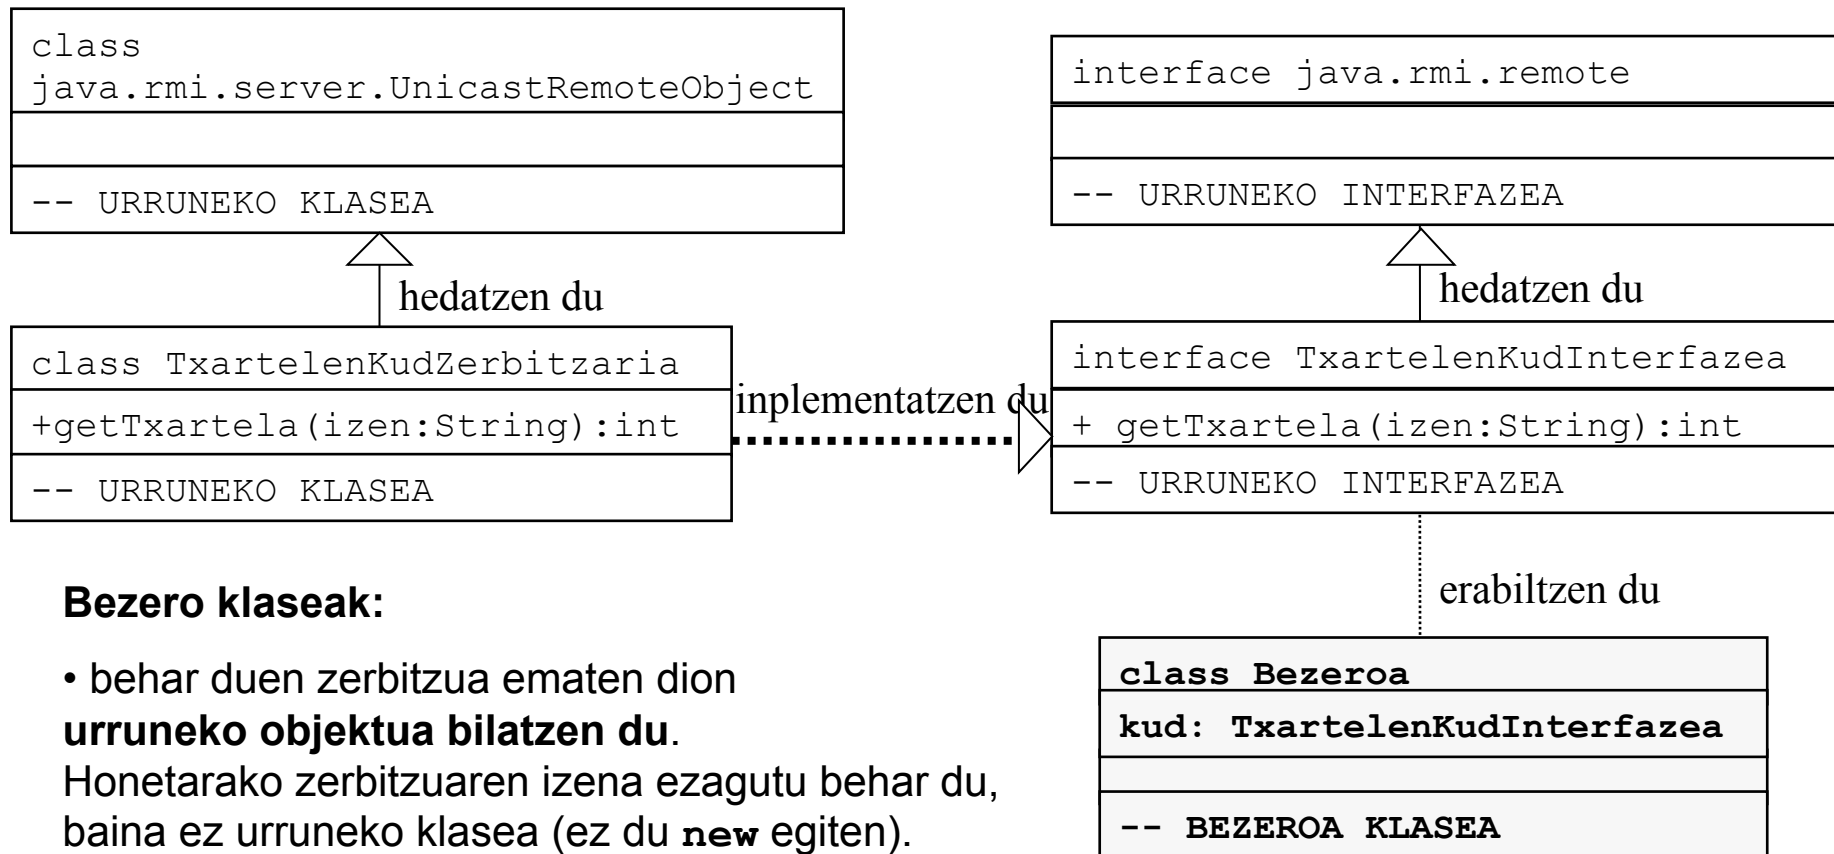 class
java.rmi.server.UnicastRemoteObject
-- URRUNEKO KLASEA
interface java.rmi.remote
-- URRUNEKO INTERFAZEA
hedatzen du
hedatzen du
class TxartelenKudZerbitzaria
+getTxartela(izen:String):int
-- URRUNEKO KLASEA
inplementatzen du
interface TxartelenKudInterfazea
+ getTxartela(izen:String):int
-- URRUNEKO INTERFAZEA
erabiltzen du
Bezero klaseak:
• behar duen zerbitzua ematen dion
urruneko objektua bilatzen du.
Honetarako zerbitzuaren izena ezagutu behar du,
baina ez urruneko klasea (ez du new egiten).
class Bezeroa
kud: TxartelenKudInterfazea
-- BEZEROA KLASEA